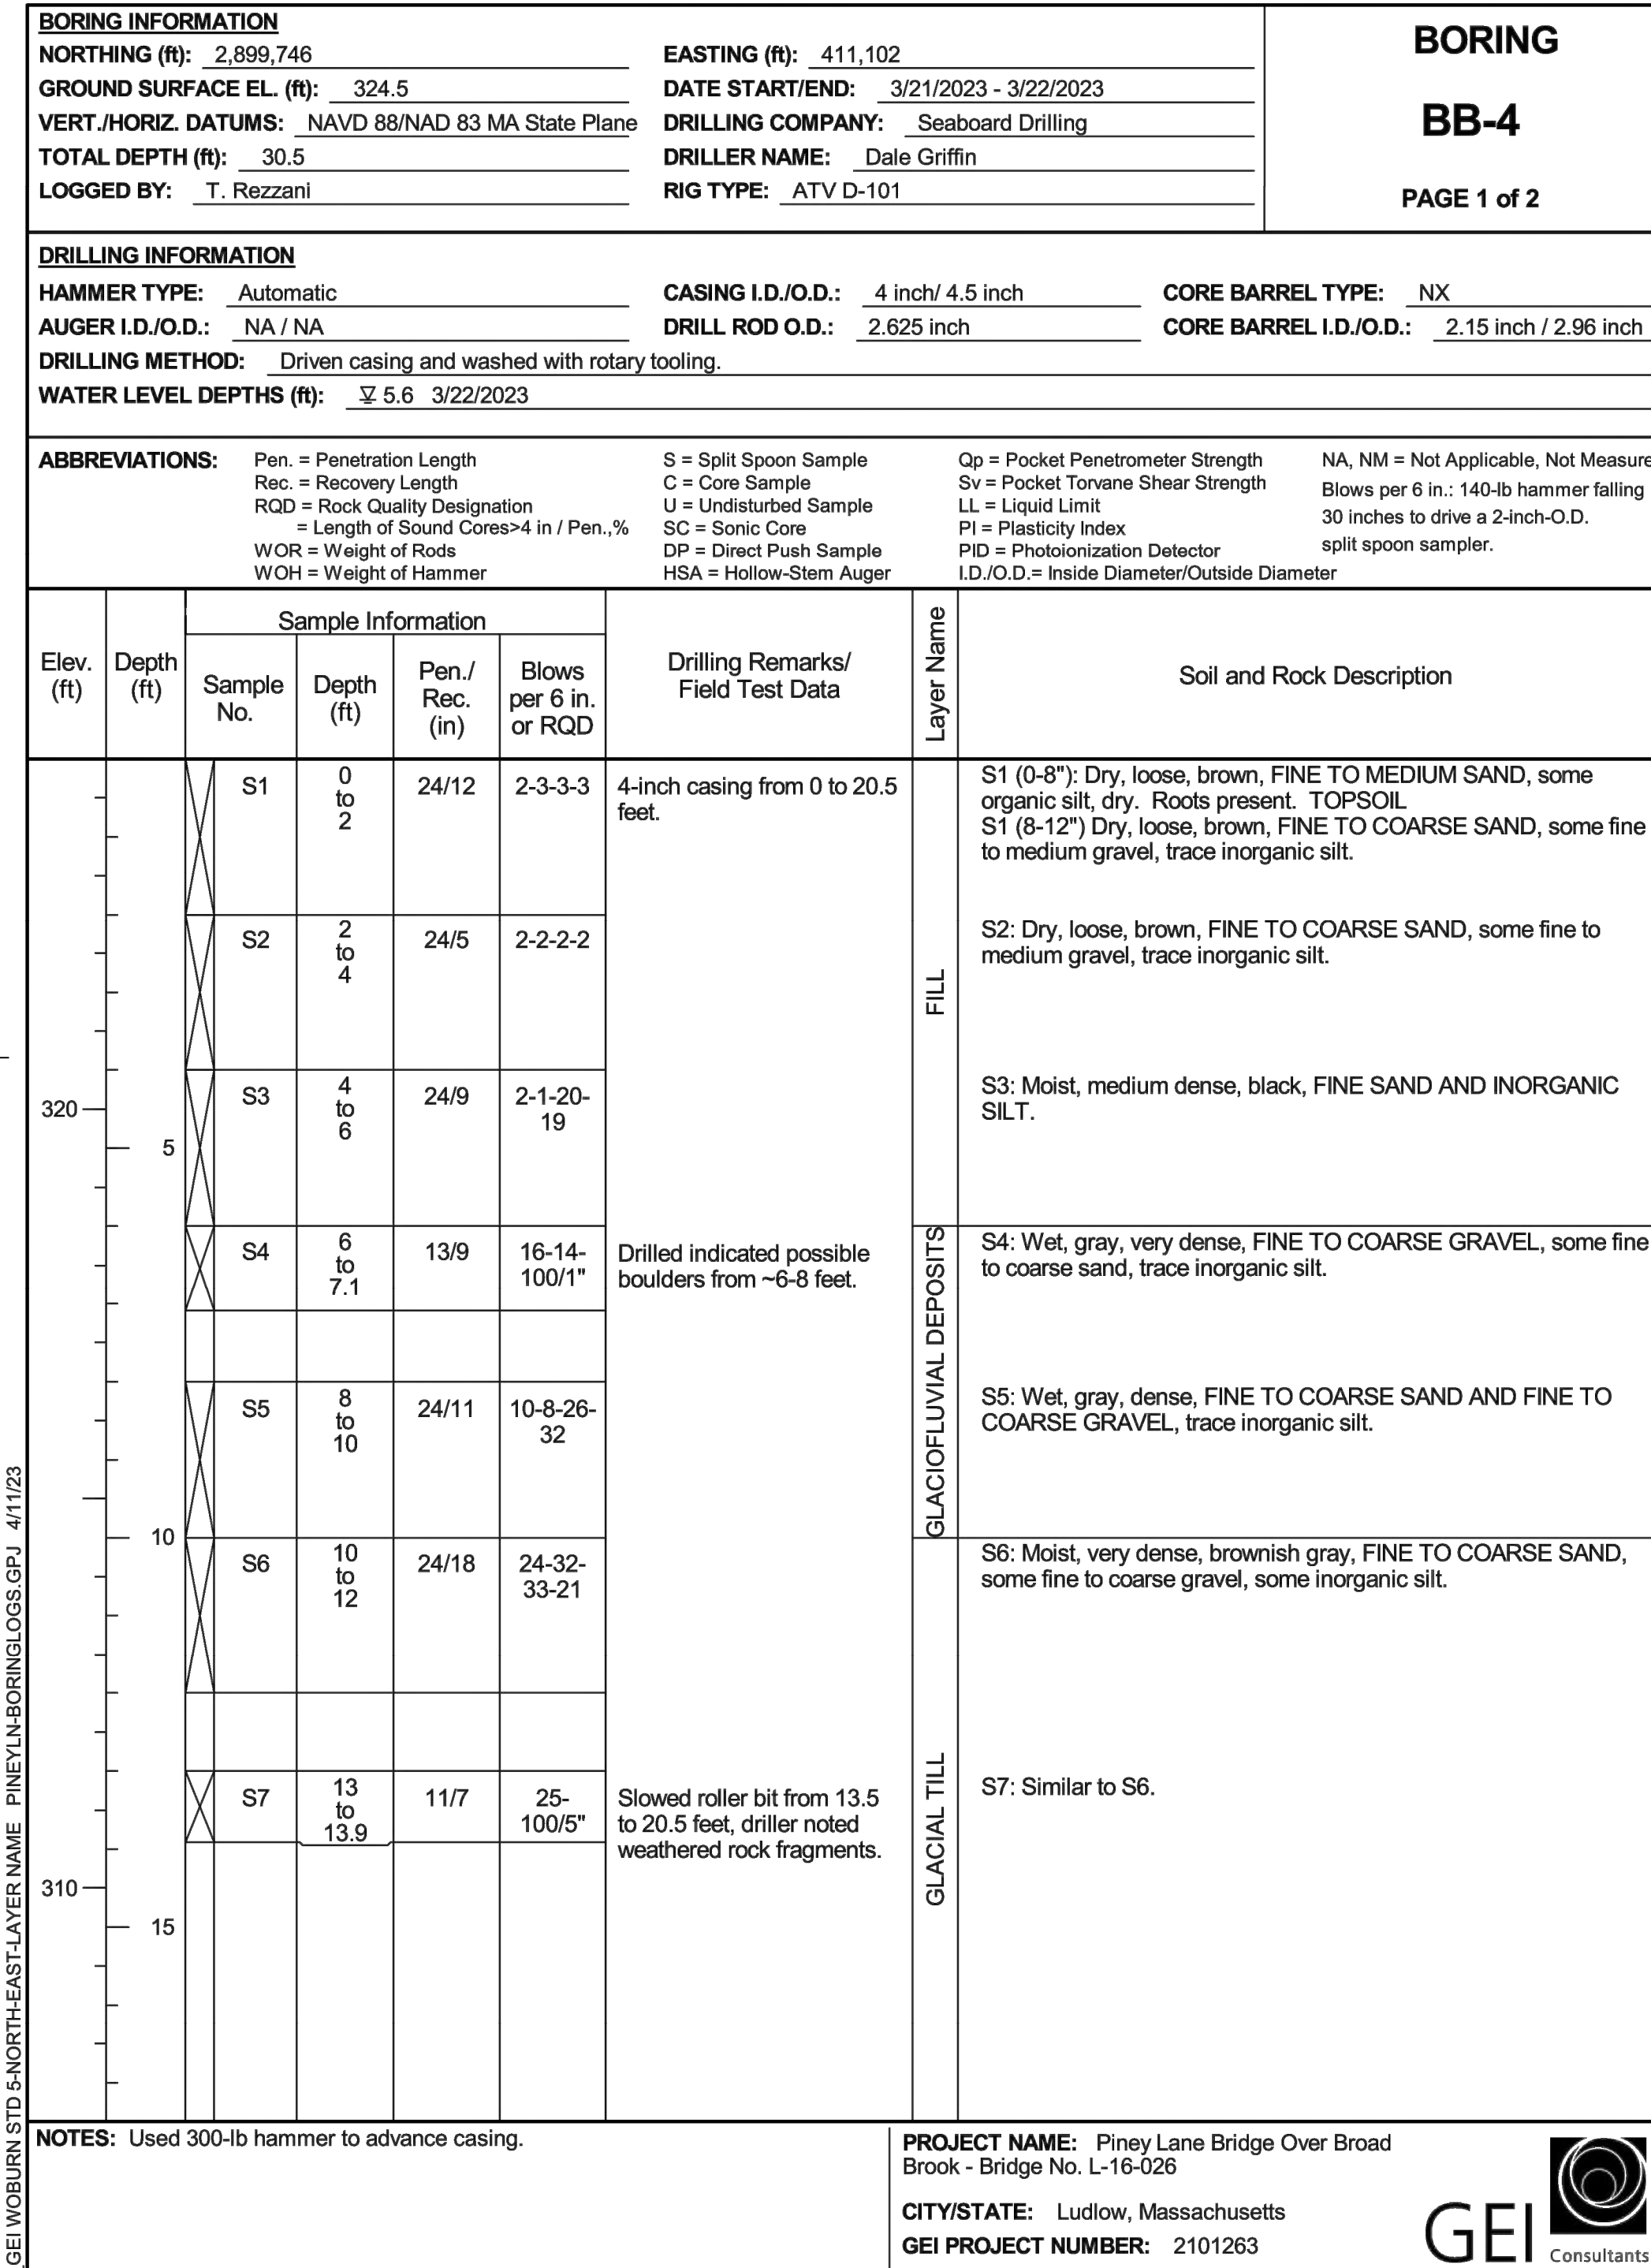 BORING INFORMATION
NORTHING (ft): 2,899,746
EASTING (ft): 411,102
GROUND SURFACE EL. (ft): 324.5
DATE START/END: 3/21/2023 - 3/22/2023
VERT./HORIZ. DATUMS: NAVD 88/NAD 83 MA State Plane
DRILLING COMPANY: Seaboard Drilling
TOTAL DEPTH (ft): 30.5
DRILLER NAME: Dale Griffin
LOGGED BY: T. Rezzani
RIG TYPE: ATV D-101
BORING
BB-4
PAGE 1 of 2
DRILLING INFORMATION
HAMMER TYPE: Automatic
CASING I.D./O.D.: 4 inch/ 4.5 inch
CORE BARREL TYPE: NX
AUGER I.D./O.D.: NA / NA
DRILL ROD O.D.: 2.625 inch
CORE BARREL I.D./O.D.: 2.15 inch / 2.96 inch
DRILLING METHOD: Driven casing and washed with rotary tooling.
WATER LEVEL DEPTHS (ft): 5.6 3/22/2023
ABBREVIATIONS:
Pen. = Penetration Length
Rec. = Recovery Length
RQD = Rock Quality Designation
= Length of Sound Cores>4 in / Pen.,%
WOR = Weight of Rods
WOH = Weight of Hammer
S = Split Spoon Sample
C = Core Sample
U = Undisturbed Sample
SC = Sonic Core
DP = Direct Push Sample
HSA = Hollow-Stem Auger
Qp = Pocket Penetrometer Strength
Sv = Pocket Torvane Shear Strength
LL = Liquid Limit
PI = Plasticity Index
PID = Photoionization Detector
I.D./O.D.= Inside Diameter/Outside Diameter
NA, NM = Not Applicable, Not Measure
Blows per 6 in.: 140-lb hammer falling
30 inches to drive a 2-inch-O.D.
split spoon sampler.
Elev.
(ft)
Depth
(ft)
Sample Information
Sample
No.
Depth
(ft)
Pen./
Rec.
(in)
Blows
per 6 in.
or RQD
Drilling Remarks/
Field Test Data
Layer Name
Soil and Rock Description
S1
0
to
2
24/12
2-3-3-3
4-inch casing from 0 to 20.5
feet.
S1 (0-8"): Dry, loose, brown, FINE TO MEDIUM SAND, some
organic silt, dry. Roots present. TOPSOIL
S1 (8-12") Dry, loose, brown, FINE TO COARSE SAND, some fine
to medium gravel, trace inorganic silt.
S2
2
to
4
24/5
2-2-2-2
S2: Dry, loose, brown, FINE TO COARSE SAND, some fine to
medium gravel, trace inorganic silt.
FILL
320
5
S3
4
to
6
24/9
2-1-20-
19
S3: Moist, medium dense, black, FINE SAND AND INORGANIC
SILT.
S4
6
to
7.1
13/9
16-14-
100/1"
Drilled indicated possible
boulders from ~6-8 feet.
S4: Wet, gray, very dense, FINE TO COARSE GRAVEL, some fine
to coarse sand, trace inorganic silt.
GLACIOFLUVIAL DEPOSITS
S5
8
to
10
24/11
10-8-26-
32
S5: Wet, gray, dense, FINE TO COARSE SAND AND FINE TO
COARSE GRAVEL, trace inorganic silt.
10
S6
10
to
12
24/18
24-32-
33-21
S6: Moist, very dense, brownish gray, FINE TO COARSE SAND,
some fine to coarse gravel, some inorganic silt.
S7
13
to
13.9
11/7
25-
100/5"
Slowed roller bit from 13.5
to 20.5 feet, driller noted
weathered rock fragments.
GLACIAL TILL
S7: Similar to S6.
310
15
GEI WOBURN STD 5-NORTH-EAST-LAYER NAME PINEYLN-BORINGLOGS.GPJ 4/11/23
NOTES: Used 300-lb hammer to advance casing.
PROJECT NAME: Piney Lane Bridge Over Broad
Brook - Bridge No. L-16-026
CITY/STATE: Ludlow, Massachusetts
GEI PROJECT NUMBER: 2101263
GEI
Consultants